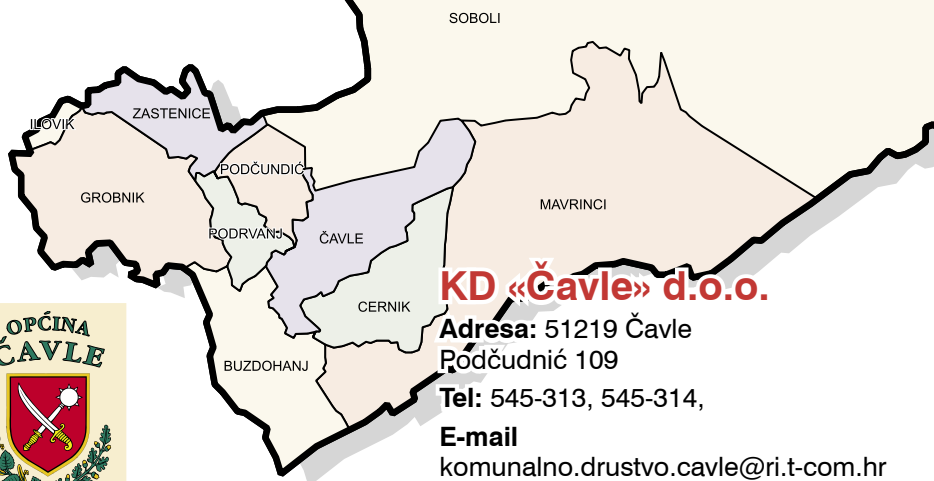 SOBOLI
ZASTENICE
ILOVIK
PODČUNDIĆ
GROBNIK
MAVRINCI
PODRVANJ
ČAVLE
CERNIK
BUZDOHANJ
OPĆINA
ČAVLE
KD «Čavle» d.o.o.
Adresa: 51219 Čavle
Podčudnić 109
Tel: 545-313, 545-314,
E-mail
komunalno.drustvo.cavle@ri.t-com.hr